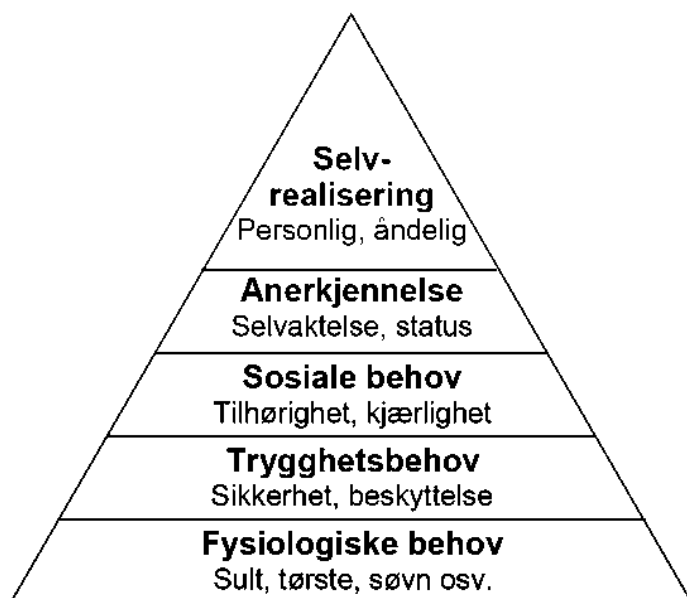 Selv-
realisering
Personlig, åndelig
Anerkjennelse
Selvaktelse, status
Sosiale behov
Tilhørighet, kjærlighet
Trygghetsbehov
Sikkerhet, beskyttelse
Fysiologiske behov
Sult, tørste, søvn osv.